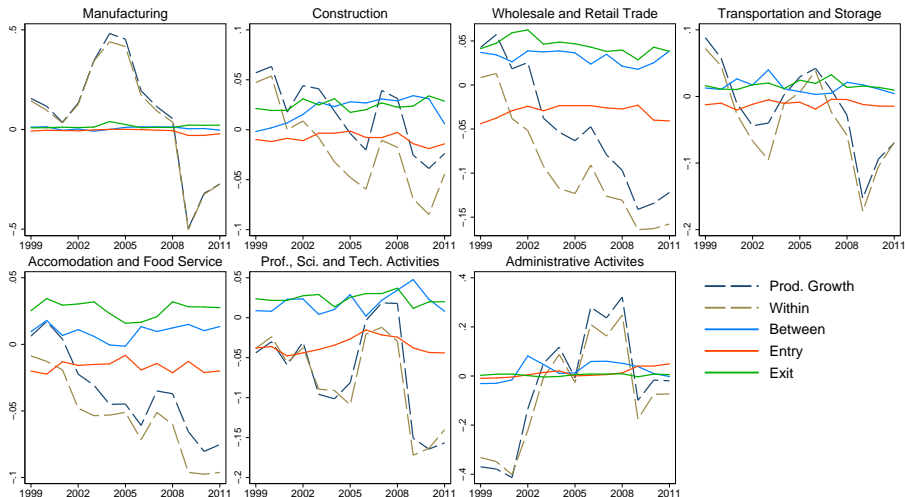 Manufacturing
Construction
Wholesale and Retail Trade
Transportation and Storage
.5
0
-.5
1999 2002 2005 2008 2011
.1
.05
0
-.05
-.1
1999 2002 2005 2008 2011
.05
0
-.05
-.1
-.15
1999 2002 2005 2008 2011
.1
0
-.1
-.2
1999 2002 2005 2008 2011
Accomodation and Food Service
Prof., Sci. and Tech. Activities
Administrative Activites
.05
0
-.05
-.1
1999 2002 2005 2008 2011
.05
0
-.05
-.1
-.15
-.2
1999 2002 2005 2008 2011
.4
.2
0
-.2
-.4
1999 2002 2005 2008 2011
Prod. Growth
Within
Between
Entry
Exit